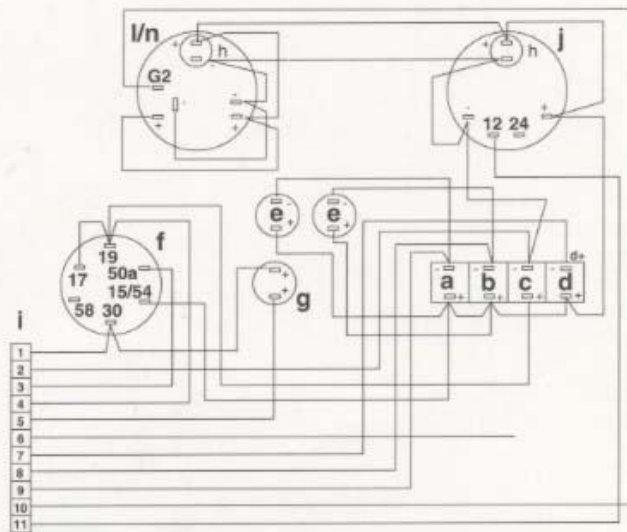 l/n
j
+ h -
+ h -
G2
-
-
+
+
-
12 24
+
- e +
- e +
19
f
17
50a
15/54
58 30
+
+
g
d+
- a +
- b +
- c +
- d +
i
1
2
3
4
5
6
7
8
9
10
11